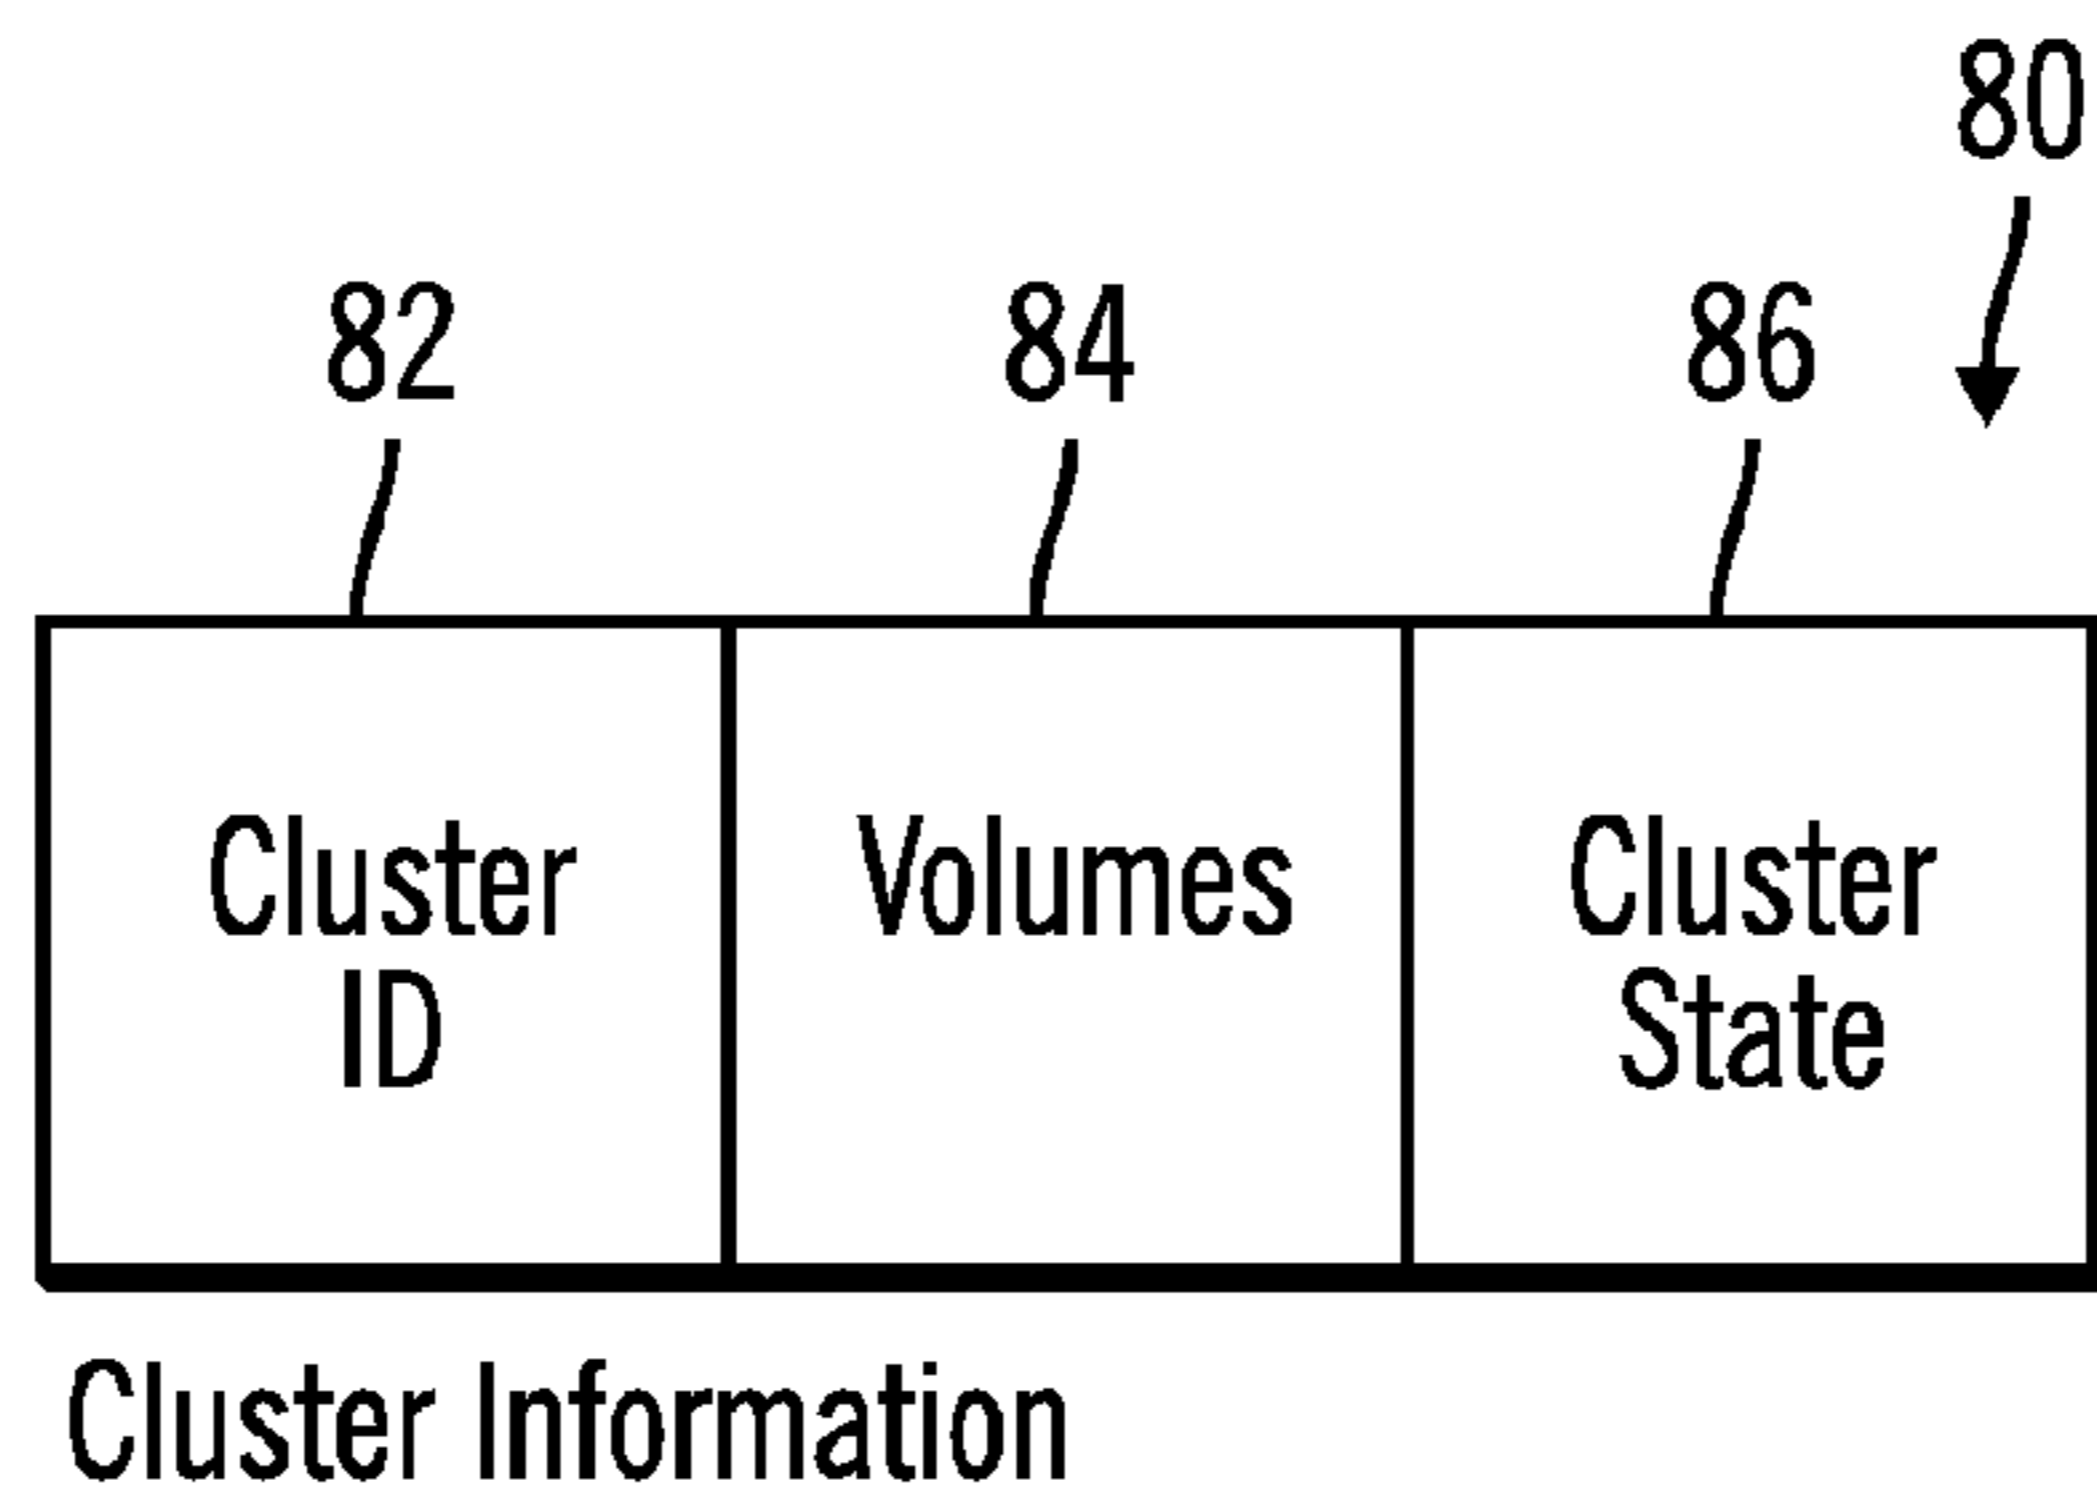 80
82 84 86
Cluster ID
Volumes
Cluster State
Cluster Information